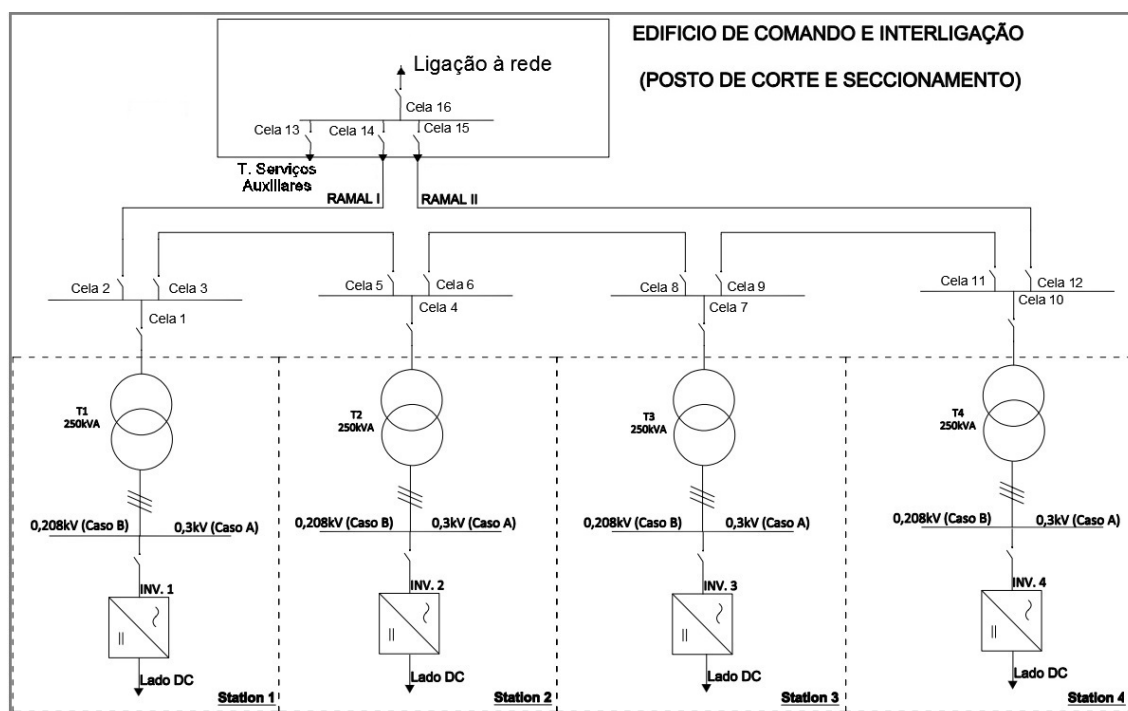 EDIFICIO DE COMANDO E INTERLIGAÇÃO
(POSTO DE CORTE E SECCIONAMENTO)
Ligação à rede
Cela 16
Cela 13
Cela 14
Cela 15
T. Serviços
Auxiliares
RAMAL I
RAMAL II
Cela 2
Cela 3
Cela 5
Cela 6
Cela 8
Cela 9
Cela 11
Cela 12
Cela 1
Cela 4
Cela 7
Cela 10
T1
250kVA
T2
250kVA
T3
250kVA
T4
250kVA
0,208kV (Caso B)
0,3kV (Caso A)
0,208kV (Caso B)
0,3kV (Caso A)
0,208kV (Caso B)
0,3kV (Caso A)
0,208kV (Caso B)
0,3kV (Caso A)
INV. 1
INV. 2
INV. 3
INV. 4
Lado DC
Lado DC
Lado DC
Lado DC
Station 1
Station 2
Station 3
Station 4